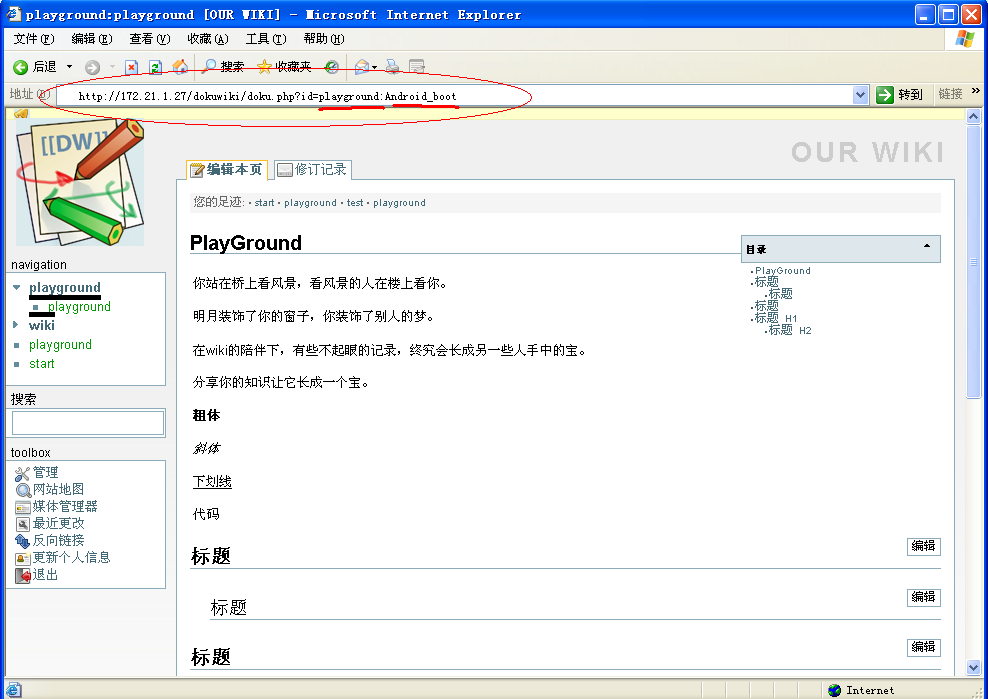 playground:playground [OUR WIKI] - Microsoft Internet Explorer
文件(F) 编辑(E) 查看(V) 收藏(A) 工具(T) 帮助(H)
后退 搜索 收藏夹
地址(D) http://172.21.1.27/dokuwiki/doku.php?id=playground:Android_boot 转到 链接 »
[[DW]]
OUR WIKI
编辑本页 修订记录
您的足迹: • start • playground • test • playground
navigation
playground
playground
wiki
playground
start
搜索
toolbox
管理
网站地图
媒体管理器
最近更改
反向链接
更新个人信息
退出
PlayGround
目录
PlayGround
标题
标题
标题
标题 H1
标题 H2
你站在桥上看风景，看风景的人在楼上看你。
明月装饰了你的窗子，你装饰了别人的梦。
在wiki的陪伴下，有些不起眼的记录，终究会长成另一些人手中的宝。
分享你的知识让它长成一个宝。
粗体
斜体
下划线
代码
标题 编辑
标题 编辑
标题 编辑
Internet